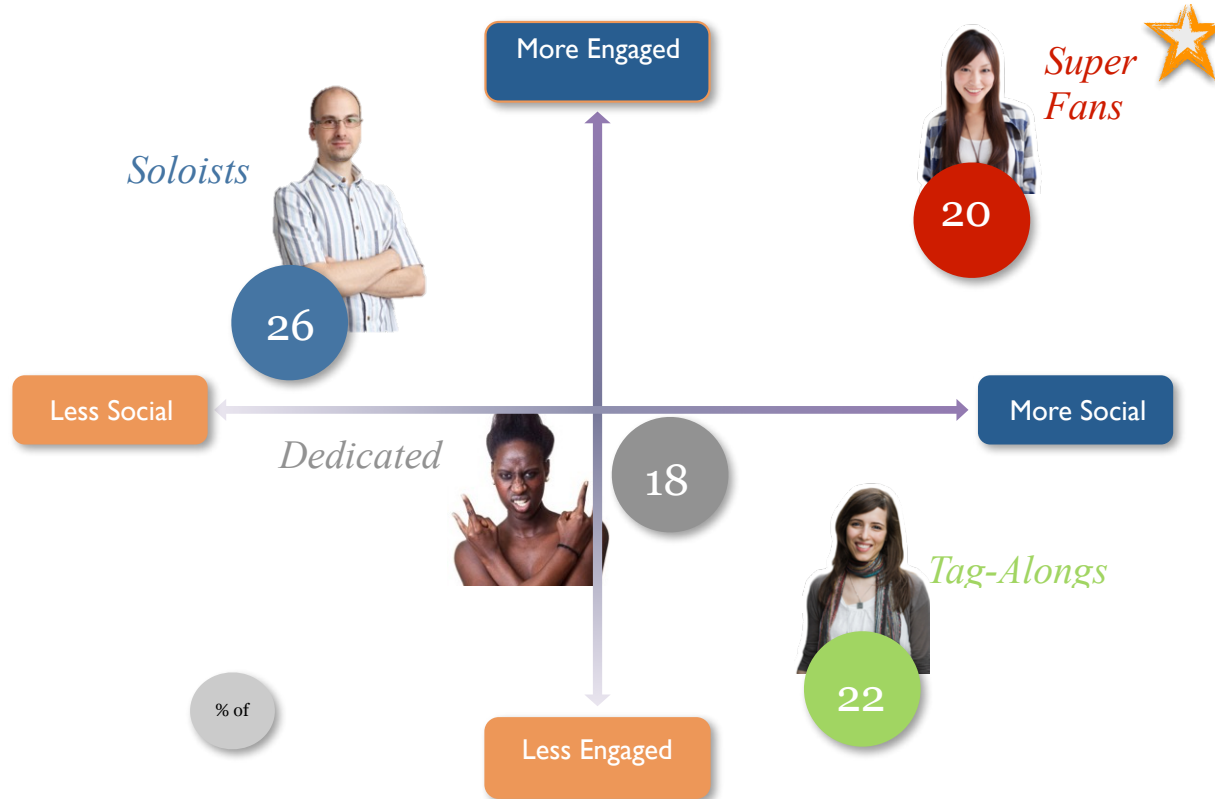 More Engaged
Super
Fans
Soloists
20
26
Less Social
More Social
Dedicated
18
Tag-Alongs
22
% of
Less Engaged